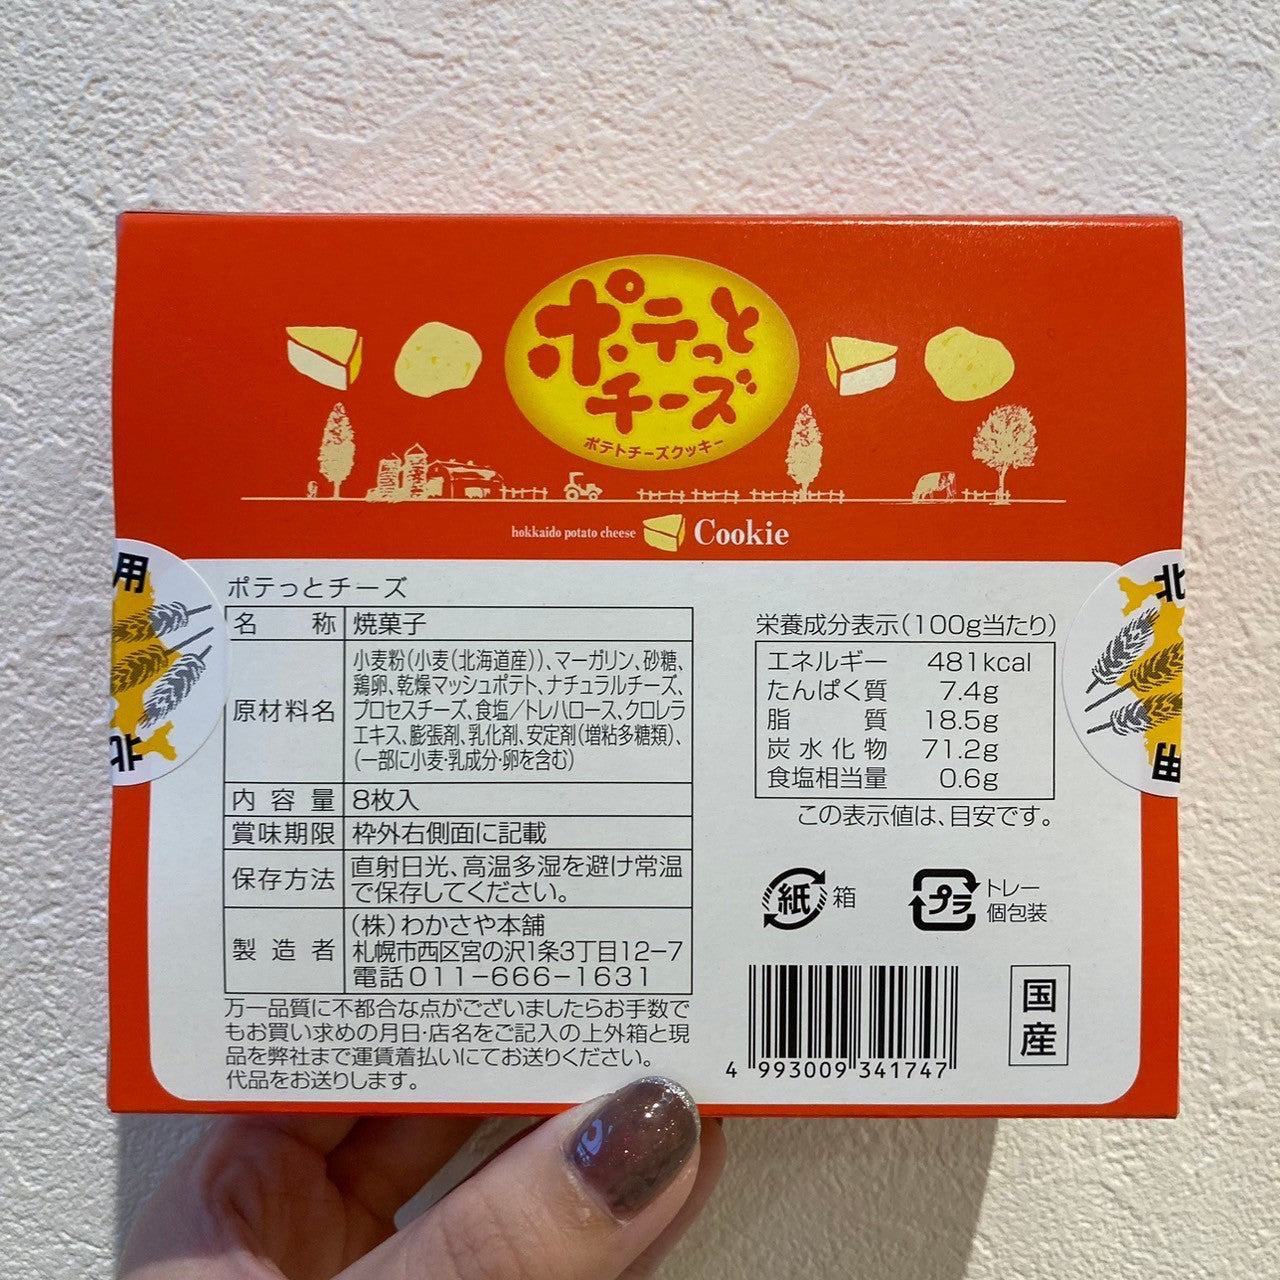 ポテっと
チーズ
ポテトチーズクッキー
hokkaido potato cheese Cookie
用
北
北
用
ポテっとチーズ
名称 焼菓子
原材料名 小麦粉(小麦(北海道産))、マーガリン、砂糖、
鶏卵、乾燥マッシュポテト、ナチュラルチーズ、
プロセスチーズ、食塩/トレハロース、クロレラ
エキス、膨張剤、乳化剤、安定剤(増粘多糖類)、
(一部に小麦・乳成分・卵を含む)
内容量 8枚入
賞味期限 枠外右側面に記載
保存方法 直射日光、高温多湿を避け常温
で保存してください。
製造者 (株)わかさや本舗
札幌市西区宮の沢1条3丁目12−7
電話011−666−1631
万一品質に不都合な点がございましたらお手数で
もお買い求めの月日・店名をご記入の上外箱と現
品を弊社まで運賃着払いにてお送りください。
代品をお送りします。
栄養成分表示(100g当たり)
エネルギー 481kcal
たんぱく質 7.4g
脂質 18.5g
炭水化物 71.2g
食塩相当量 0.6g
この表示値は、目安です。
紙 箱
プラ トレー
個包装
4 993009 341747
国産